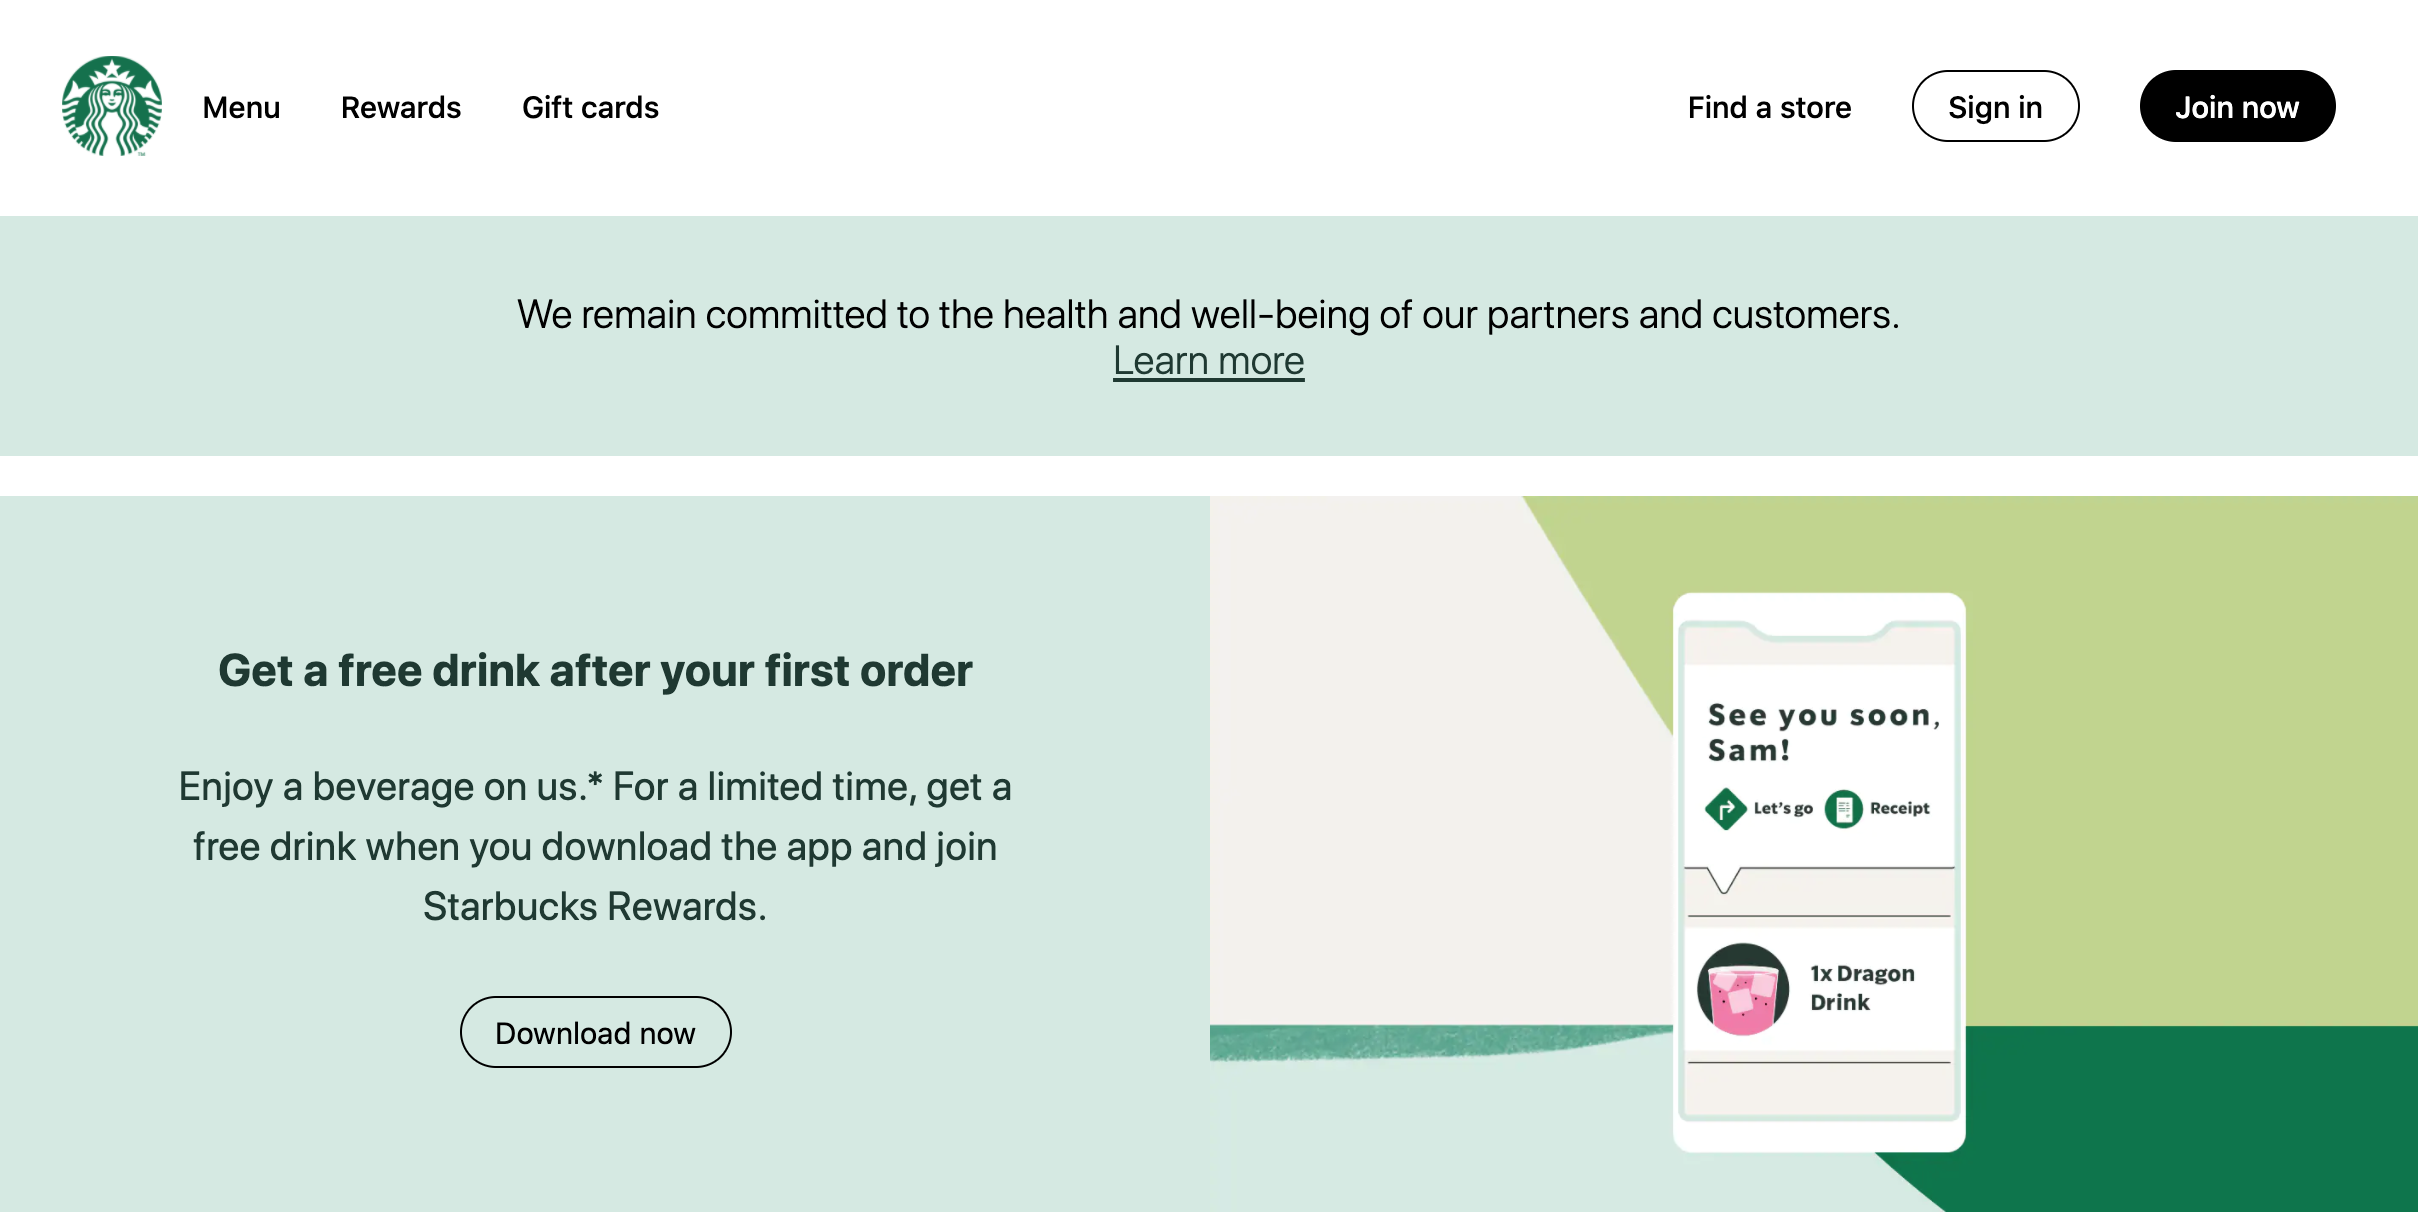 Menu
Rewards
Gift cards
Find a store
Sign in
Join now
We remain committed to the health and well-being of our partners and customers.
Learn more
Get a free drink after your first order
Enjoy a beverage on us.* For a limited time, get a
free drink when you download the app and join
Starbucks Rewards.
Download now
See you soon,
Sam!
Let's go
Receipt
1x Dragon
Drink